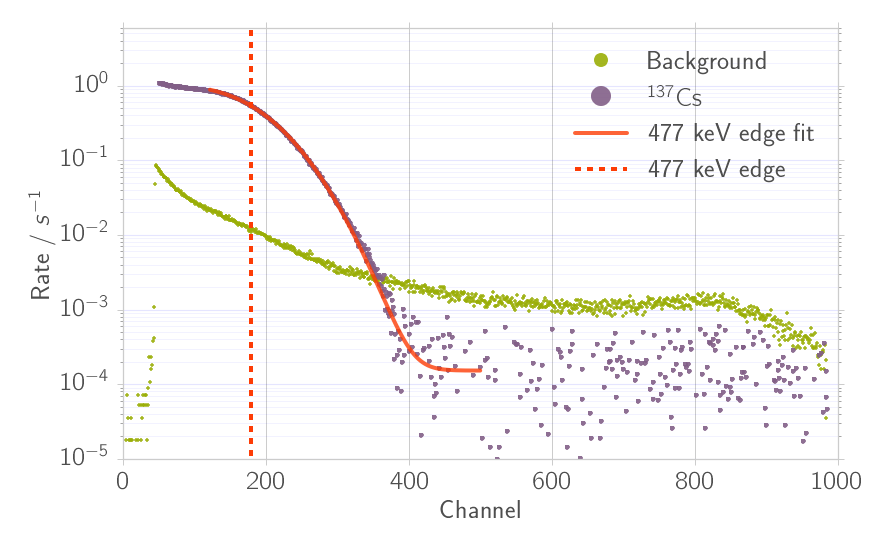 Rate / s⁻¹
10⁰
10⁻¹
10⁻²
10⁻³
10⁻⁴
10⁻⁵
Background
¹³⁷Cs
477 keV edge fit
477 keV edge
0 200 400 600 800 1000
Channel